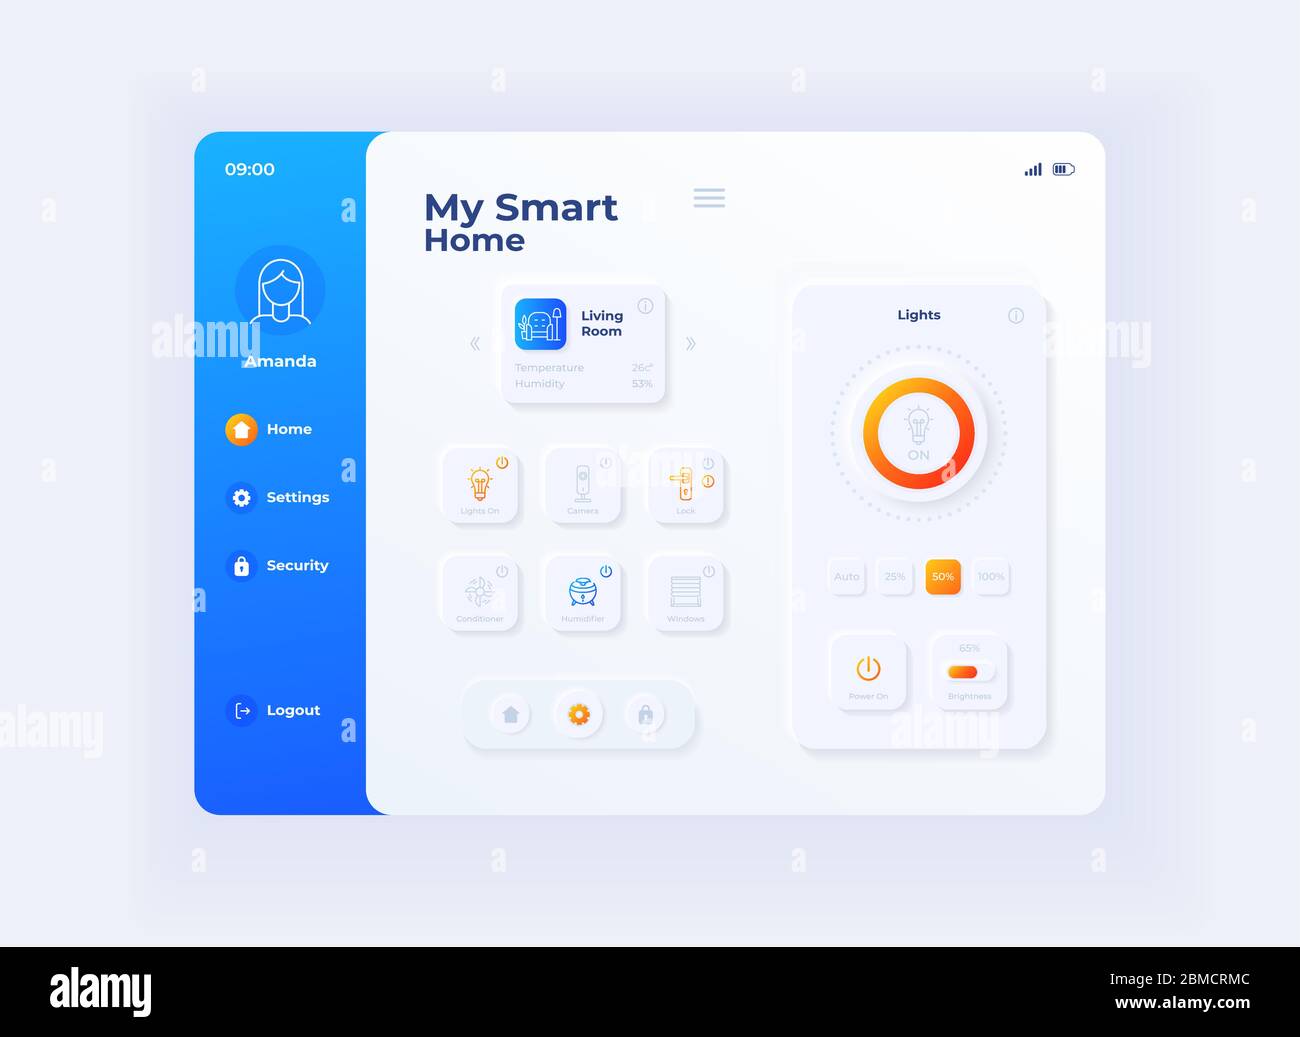 09:00
Amanda
Home
Settings
Security
Logout
My Smart
Home
Living
Room
Temperature 26c°
Humidity 53%
Lights On
Camera
Lock
Conditioner
Humidifier
Windows
Lights
ON
Auto 25% 50% 100%
Power On
65%
Brightness
alamy
Image ID: 2BMCRMC
www.alamy.com